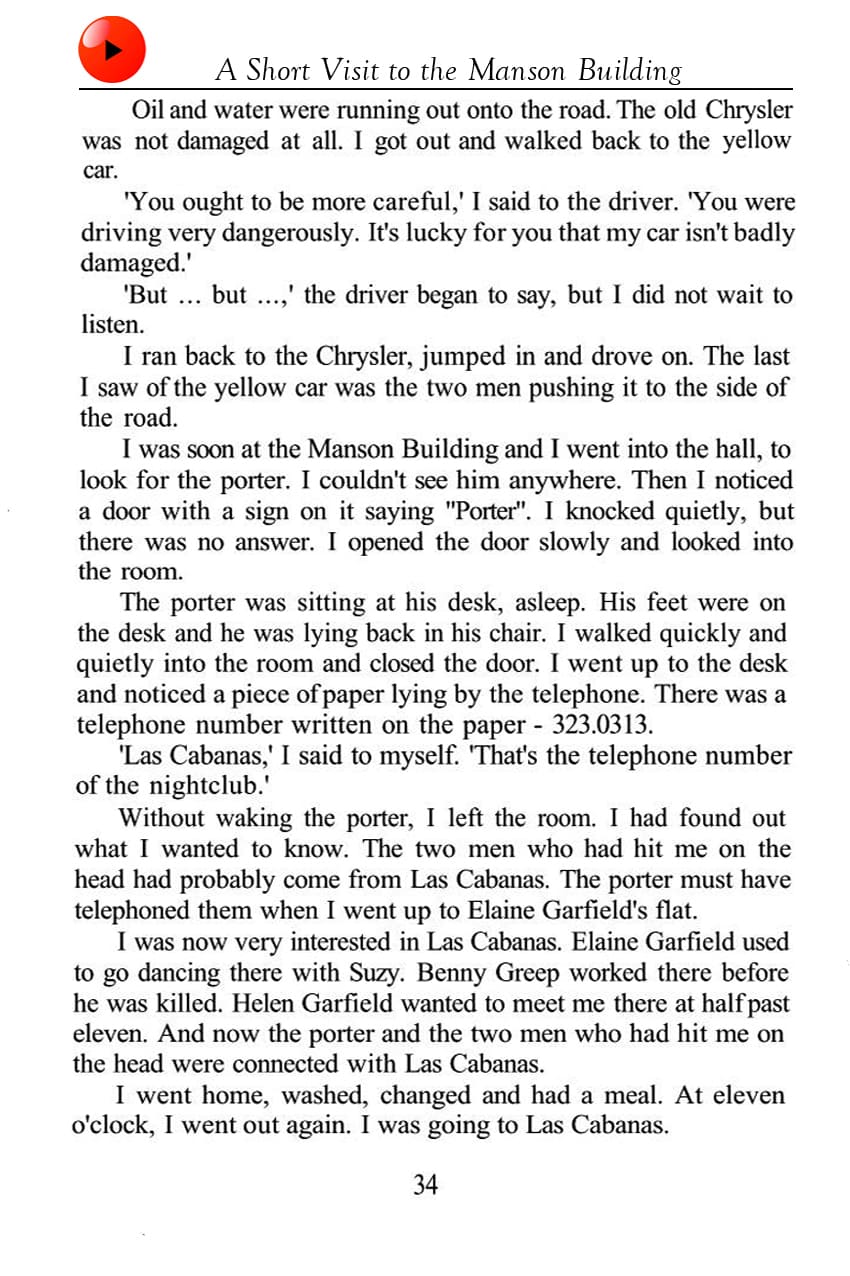 A Short Visit to the Manson Building
Oil and water were running out onto the road. The old Chrysler
was not damaged at all. I got out and walked back to the yellow
car.
'You ought to be more careful,' I said to the driver. 'You were
driving very dangerously. It's lucky for you that my car isn't badly
damaged.'
'But ... but ...,' the driver began to say, but I did not wait to
listen.
I ran back to the Chrysler, jumped in and drove on. The last
I saw of the yellow car was the two men pushing it to the side of
the road.
I was soon at the Manson Building and I went into the hall, to
look for the porter. I couldn't see him anywhere. Then I noticed
a door with a sign on it saying "Porter". I knocked quietly, but
there was no answer. I opened the door slowly and looked into
the room.
The porter was sitting at his desk, asleep. His feet were on
the desk and he was lying back in his chair. I walked quickly and
quietly into the room and closed the door. I went up to the desk
and noticed a piece of paper lying by the telephone. There was a
telephone number written on the paper - 323.0313.
'Las Cabanas,' I said to myself. 'That's the telephone number
of the nightclub.'
Without waking the porter, I left the room. I had found out
what I wanted to know. The two men who had hit me on the
head had probably come from Las Cabanas. The porter must have
telephoned them when I went up to Elaine Garfield's flat.
I was now very interested in Las Cabanas. Elaine Garfield used
to go dancing there with Suzy. Benny Greep worked there before
he was killed. Helen Garfield wanted to meet me there at half past
eleven. And now the porter and the two men who had hit me on
the head were connected with Las Cabanas.
I went home, washed, changed and had a meal. At eleven
o'clock, I went out again. I was going to Las Cabanas.
34